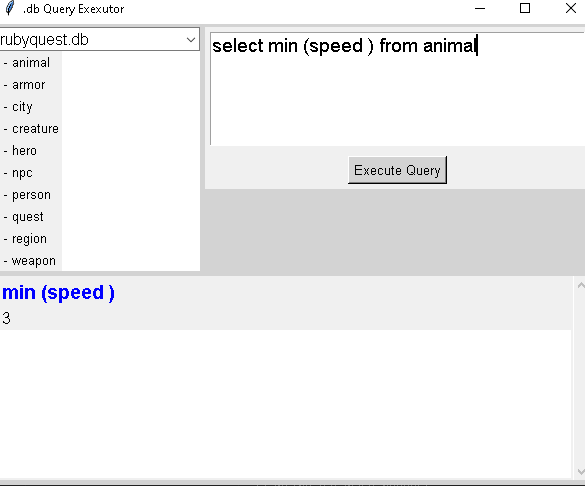 .db Query Exexutor
rubyquest.db
- animal
- armor
- city
- creature
- hero
- npc
- person
- quest
- region
- weapon
select min (speed ) from animal
Execute Query
min (speed )
3